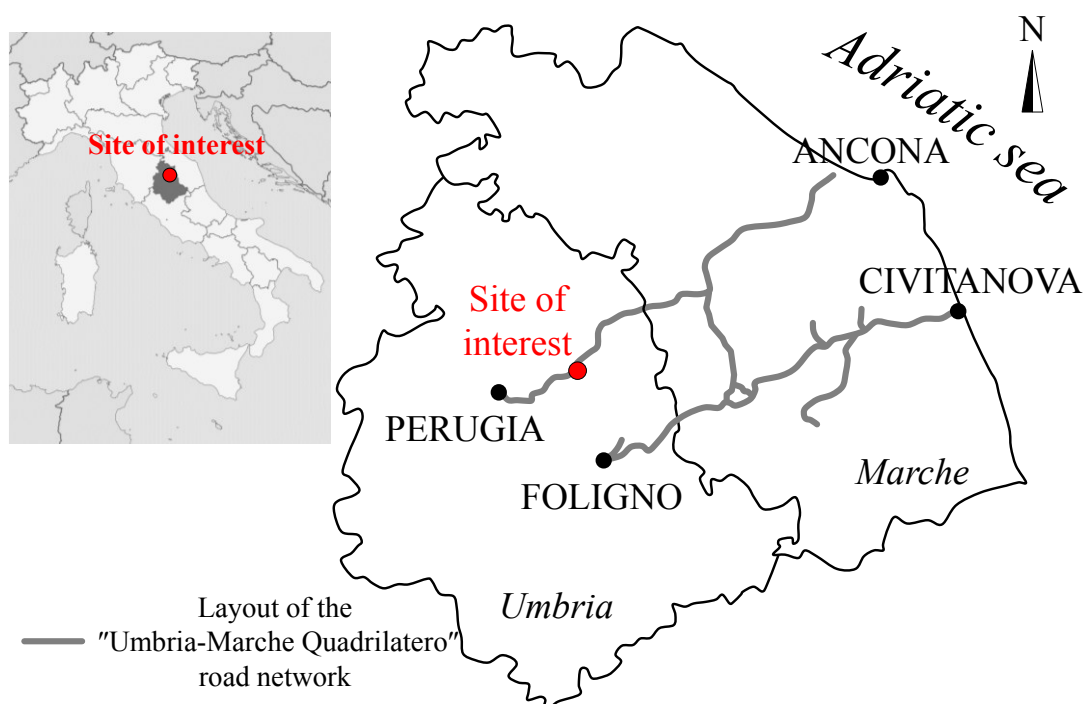 Site of interest
N
Adriatic sea
ANCONA
CIVITANOVA
Site of
interest
PERUGIA
FOLIGNO
Marche
Umbria
Layout of the
"Umbria-Marche Quadrilatero"
road network